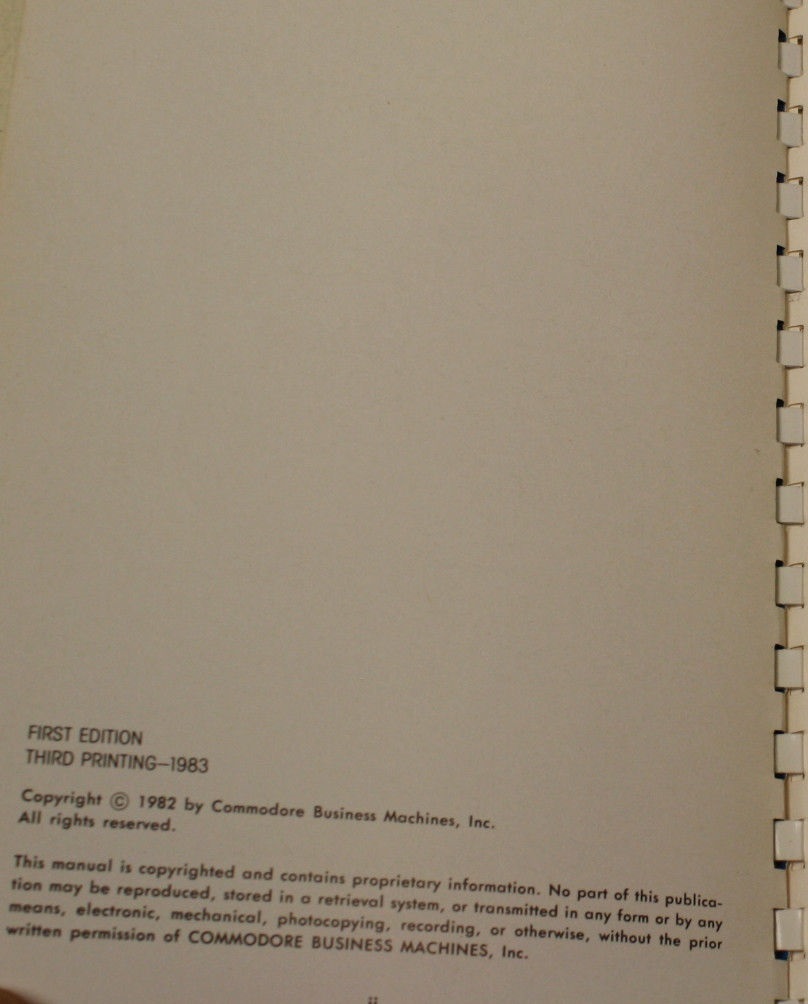 FIRST EDITION
THIRD PRINTING—1983
Copyright © 1982 by Commodore Business Machines, Inc.
All rights reserved.
This manual is copyrighted and contains proprietary information. No part of this publica-
tion may be reproduced, stored in a retrieval system, or transmitted in any form or by any
means, electronic, mechanical, photocopying, recording, or otherwise, without the prior
written permission of COMMODORE BUSINESS MACHINES, Inc.
ii